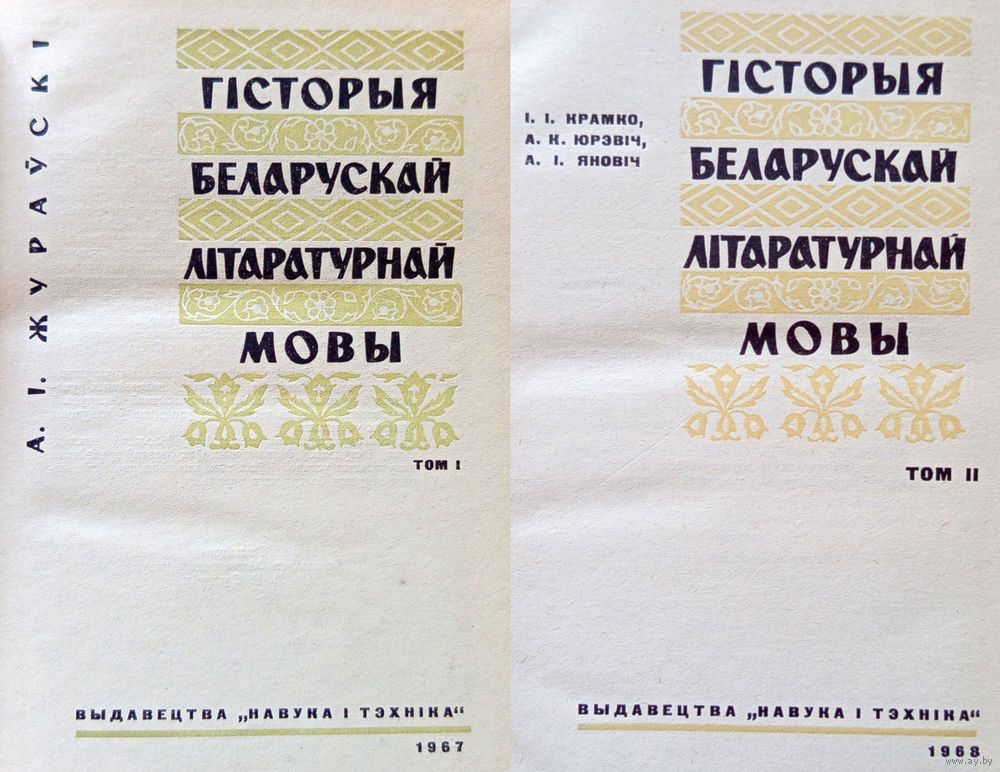 А. І. ЖУРАЎСКІ
ГІСТОРЫЯ
БЕЛАРУСКАЙ
ЛІТАРАТУРНАЙ
МОВЫ
ТОМ I
ВЫДАВЕЦТВА „НАВУКА І ТЭХНІКА“
1967
І. І. КРАМКО,
А. К. ЮРЭВІЧ,
А. І. ЯНОВІЧ
ГІСТОРЫЯ
БЕЛАРУСКАЙ
ЛІТАРАТУРНАЙ
МОВЫ
ТОМ II
ВЫДАВЕЦТВА „НАВУКА І ТЭХНІКА“
1968
www.ay.by